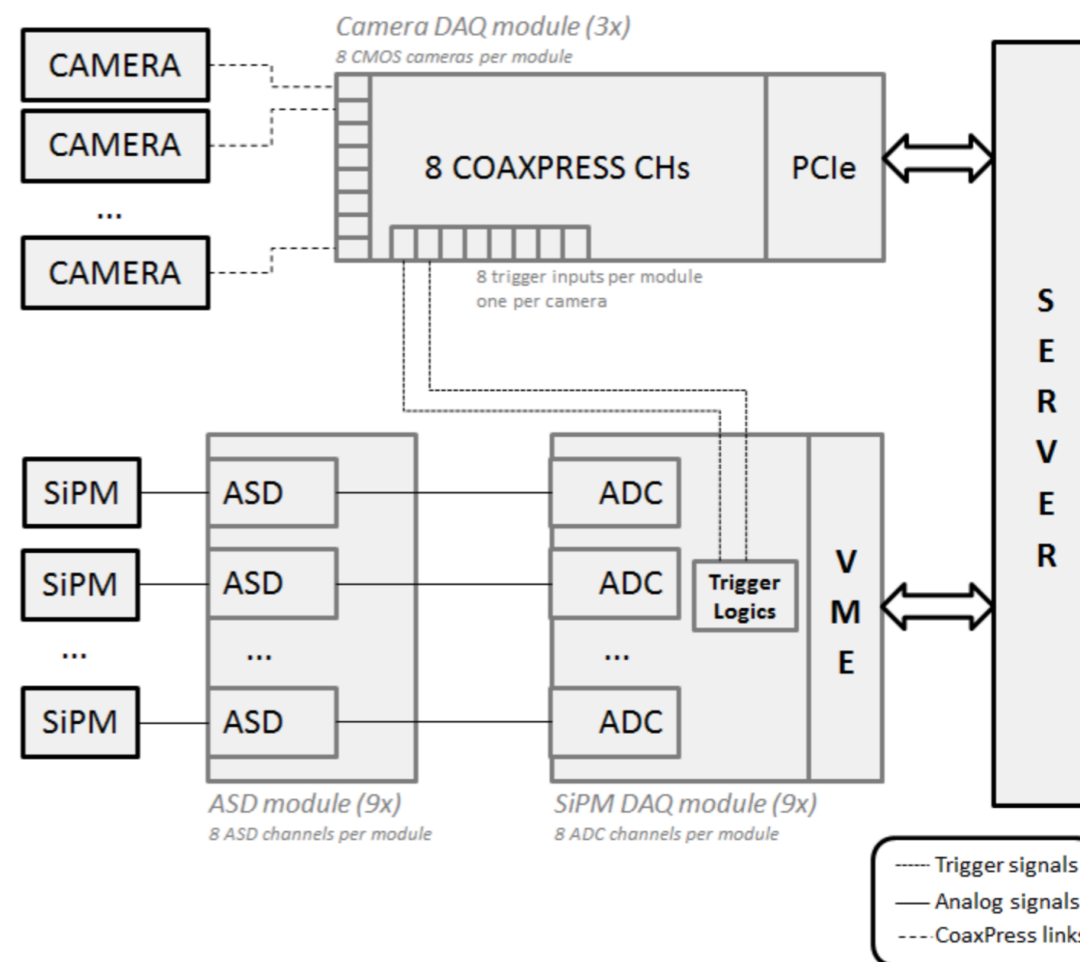 Camera DAQ module (3x)
8 CMOS cameras per module
CAMERA
CAMERA
...
CAMERA
8 COAXPRESS CHs
PCIe
8 trigger inputs per module
one per camera
S
E
R
V
E
R
SiPM
ASD
ADC
SiPM
ASD
ADC
Trigger
Logics
V
M
E
...
...
...
SiPM
ASD
ADC
ASD module (9x)
8 ASD channels per module
SiPM DAQ module (9x)
8 ADC channels per module
Trigger signals
Analog signals
CoaxPress links